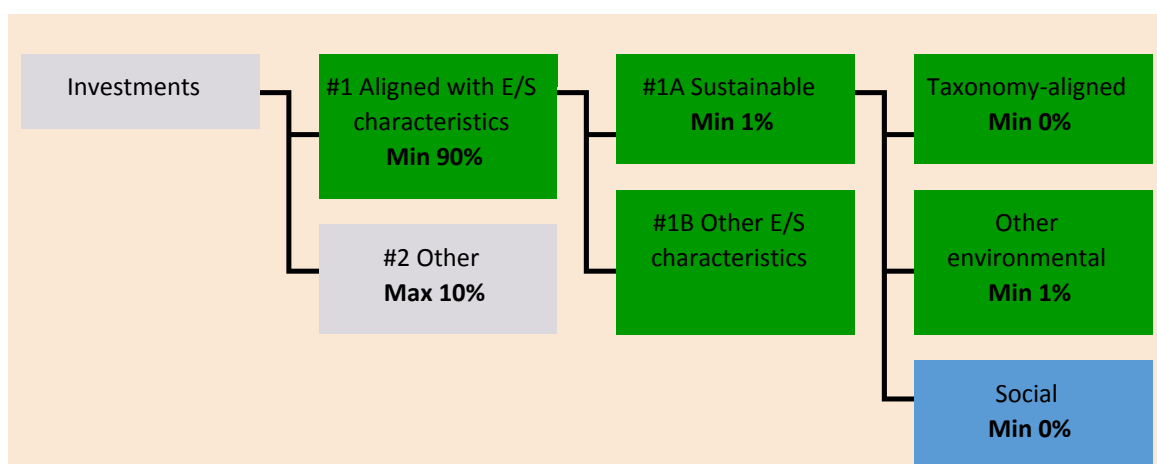 Investments
#1 Aligned with E/S
characteristics
Min 90%
#2 Other
Max 10%
#1A Sustainable
Min 1%
#1B Other E/S
characteristics
Taxonomy-aligned
Min 0%
Other
environmental
Min 1%
Social
Min 0%